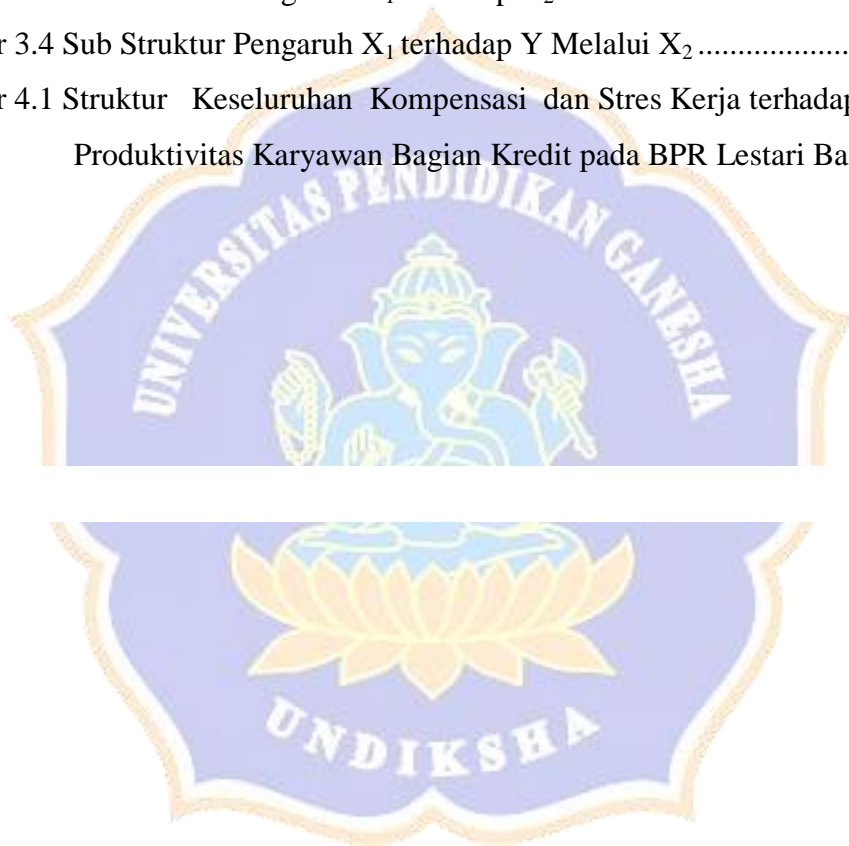 r 3.4 Sub Struktur Pengaruh X₁ terhadap Y Melalui X₂ ...................
r 4.1 Struktur Keseluruhan Kompensasi dan Stres Kerja terhadap
Produktivitas Karyawan Bagian Kredit pada BPR Lestari Ba
UNIVERSITAS PENDIDIKAN GANESHA
UNDIKSHA